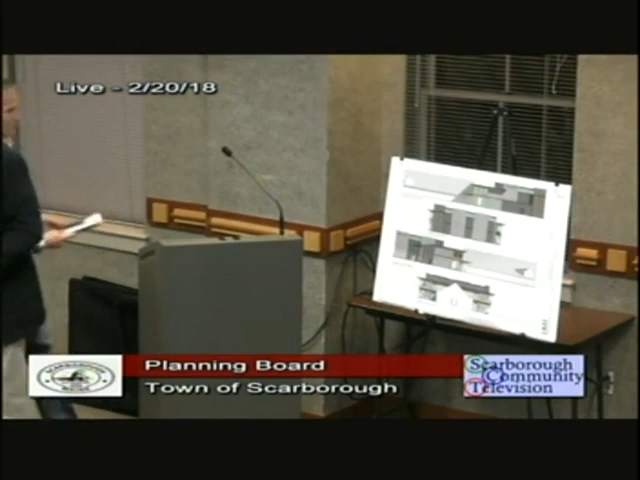 Live - 2/20/18
Planning Board
Town of Scarborough
Scarborough
Community
Television